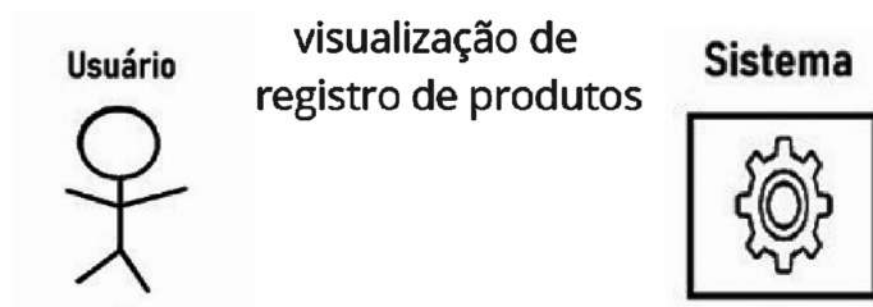 Usuário
visualização de
registro de produtos
Sistema